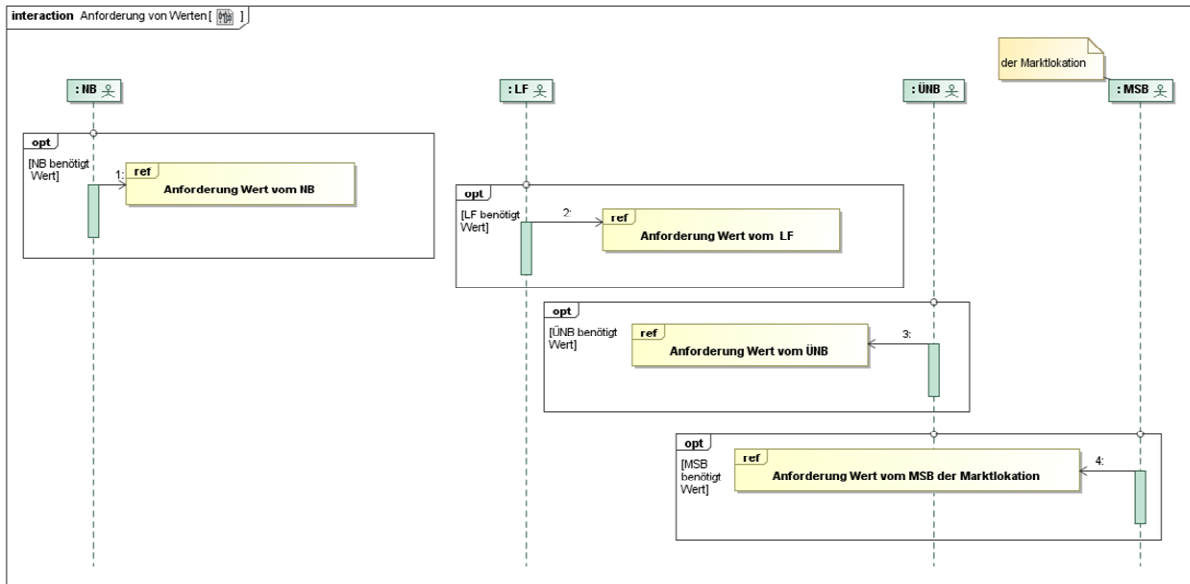 interaction Anforderung von Werten [ ]
der Marktlokation
: NB
: LF
: ÜNB
: MSB
opt
[NB benötigt
Wert]
1:
ref
Anforderung Wert vom NB
opt
[LF benötigt
Wert]
2:
ref
Anforderung Wert vom LF
opt
[ÜNB benötigt
Wert]
ref
Anforderung Wert vom ÜNB
3:
opt
[MSB
benötigt
Wert]
ref
Anforderung Wert vom MSB der Marktlokation
4: